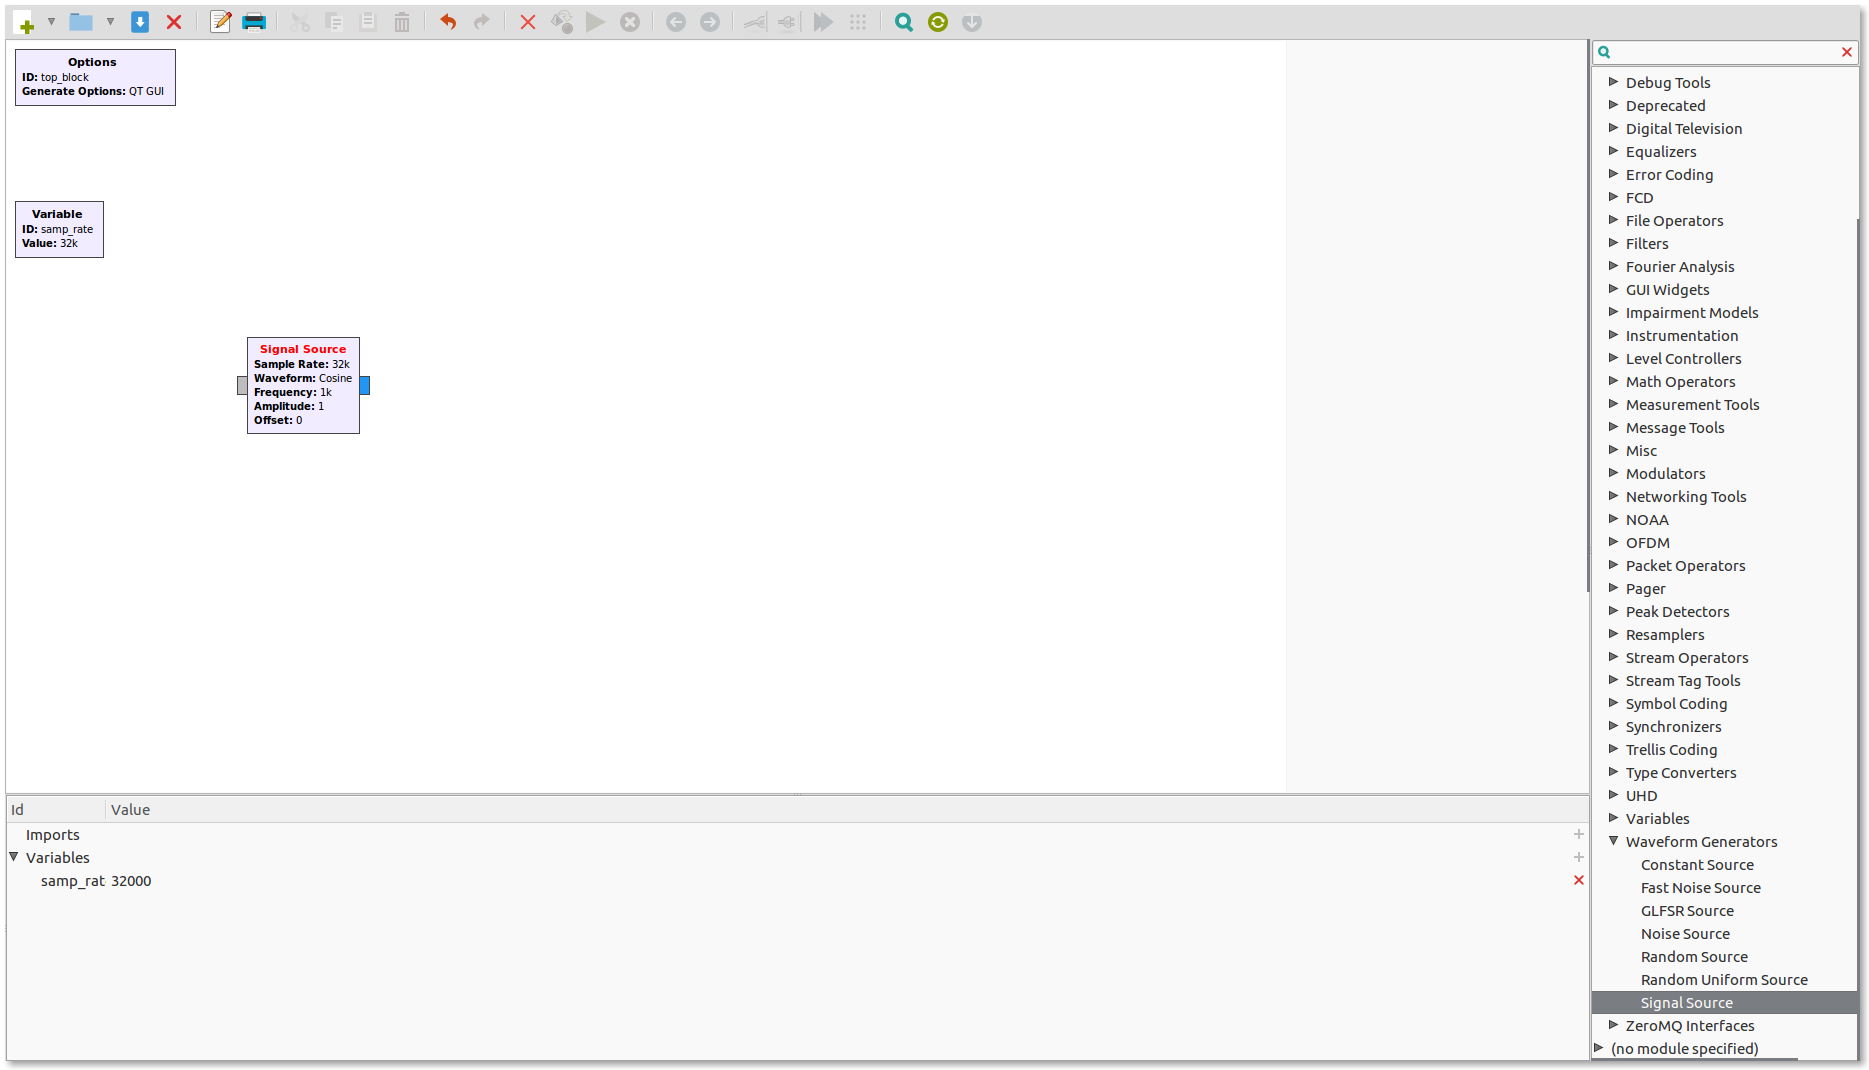 Options
ID: top_block
Generate Options: QT GUI
Variable
ID: samp_rate
Value: 32k
Signal Source
Sample Rate: 32k
Waveform: Cosine
Frequency: 1k
Amplitude: 1
Offset: 0
Id Value
Imports
Variables
samp_rat 32000
Debug Tools
Deprecated
Digital Television
Equalizers
Error Coding
FCD
File Operators
Filters
Fourier Analysis
GUI Widgets
Impairment Models
Instrumentation
Level Controllers
Math Operators
Measurement Tools
Message Tools
Misc
Modulators
Networking Tools
NOAA
OFDM
Packet Operators
Pager
Peak Detectors
Resamplers
Stream Operators
Stream Tag Tools
Symbol Coding
Synchronizers
Trellis Coding
Type Converters
UHD
Variables
Waveform Generators
Constant Source
Fast Noise Source
GLFSR Source
Noise Source
Random Source
Random Uniform Source
Signal Source
ZeroMQ Interfaces
(no module specified)